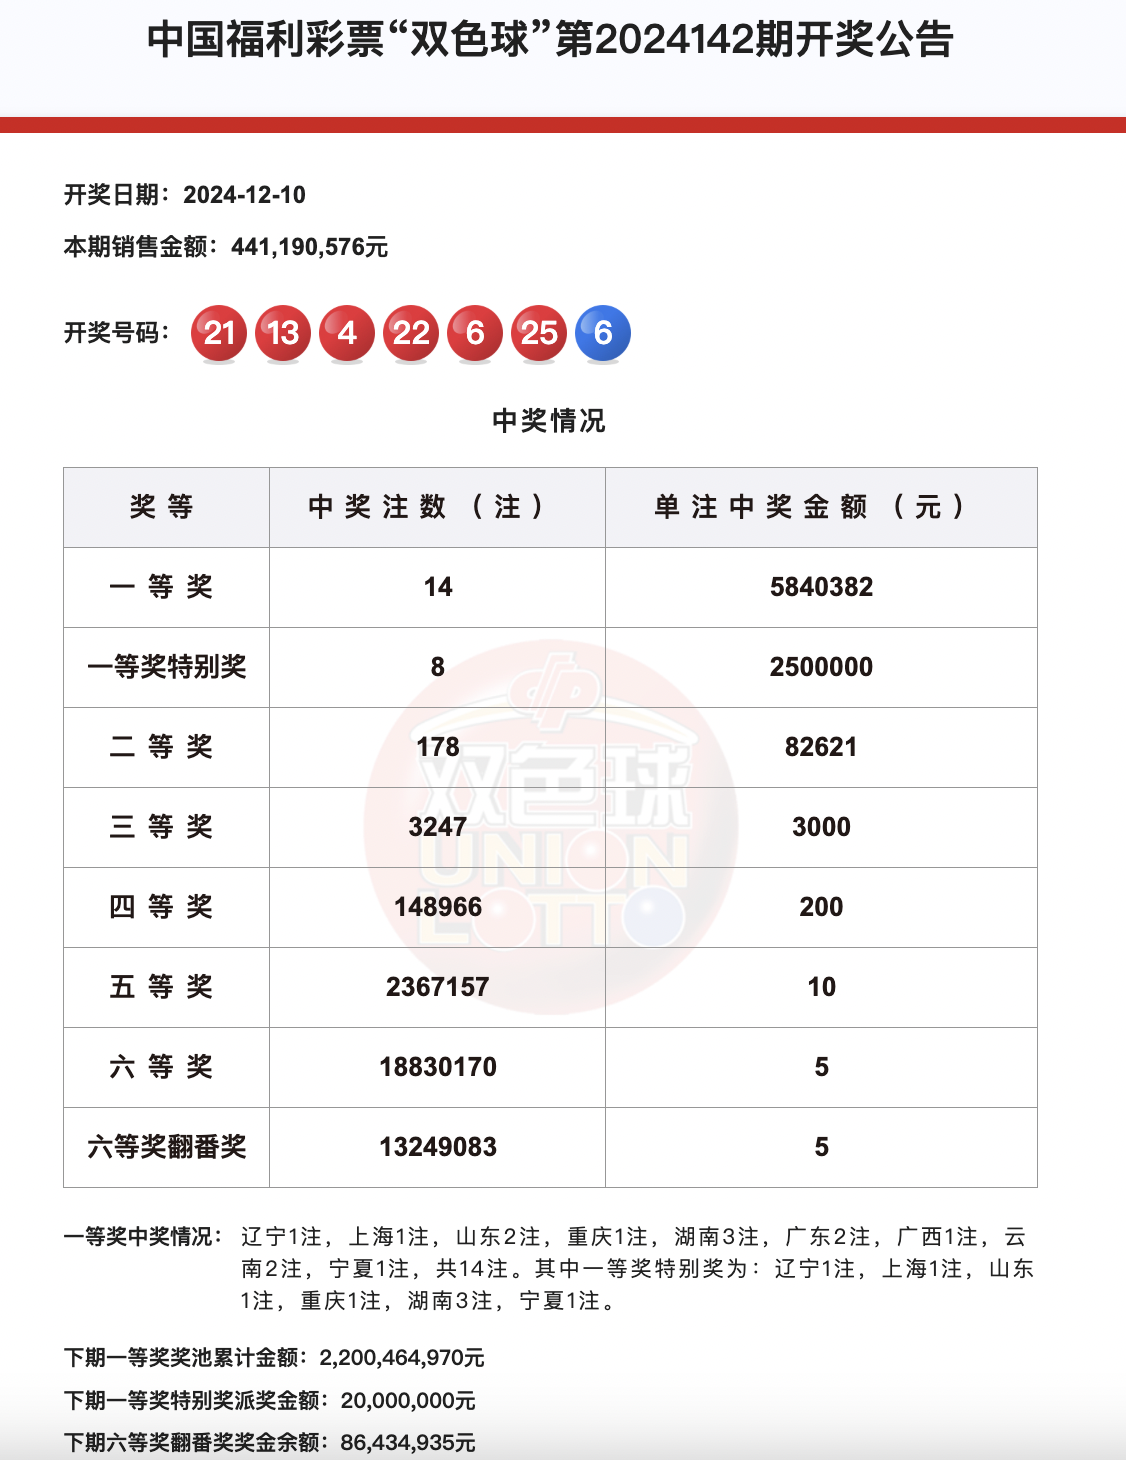 中国福利彩票“双色球”第2024142期开奖公告
开奖日期：2024-12-10
本期销售金额：441,190,576元
开奖号码： 21 13 4 22 6 25 6
中奖情况
奖等 中奖注数（注） 单注中奖金额（元）
一等奖 14 5840382
一等奖特别奖 8 2500000
二等奖 178 82621
三等奖 3247 3000
四等奖 148966 200
五等奖 2367157 10
六等奖 18830170 5
六等奖翻番奖 13249083 5
双色球
UNION
LOTTO
一等奖中奖情况： 辽宁1注，上海1注，山东2注，重庆1注，湖南3注，广东2注，广西1注，云
南2注，宁夏1注，共14注。其中一等奖特别奖为：辽宁1注，上海1注，山东
1注，重庆1注，湖南3注，宁夏1注。
下期一等奖奖池累计金额：2,200,464,970元
下期一等奖特别奖派奖金额：20,000,000元
下期六等奖翻番奖奖金余额：86,434,935元